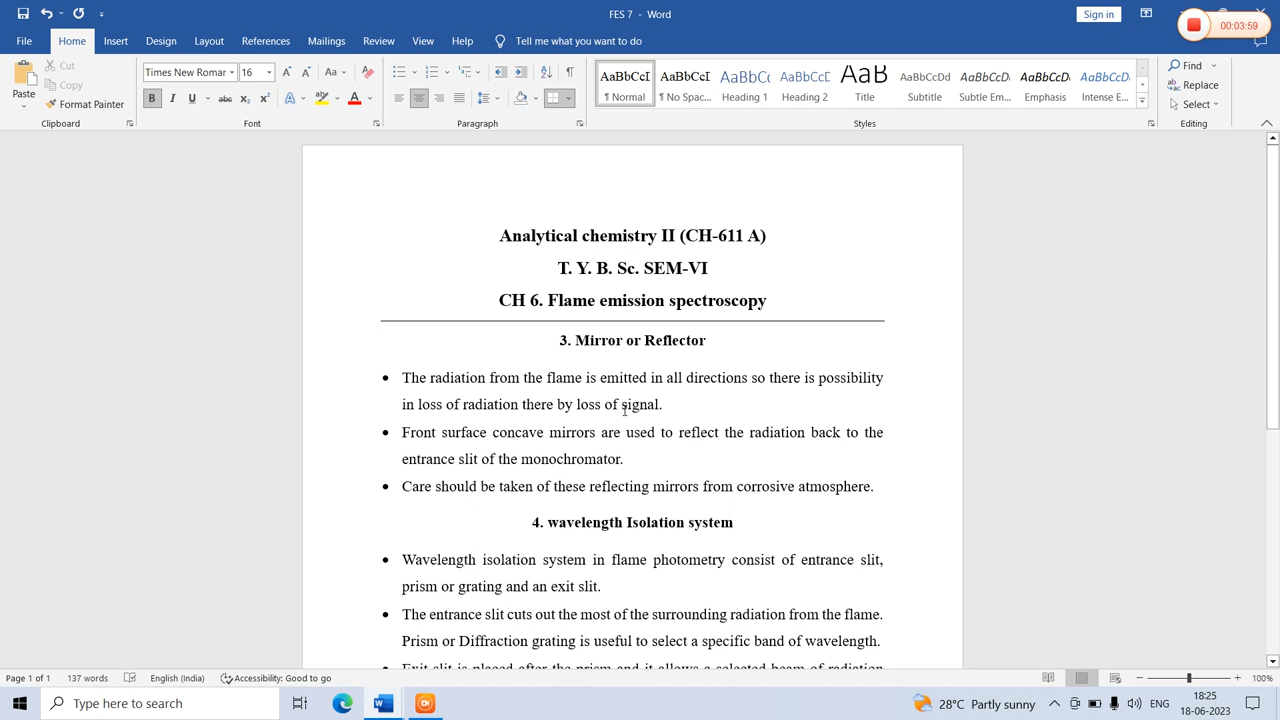 FES 7 - Word
Sign in
00:03:59
File Home Insert Design Layout References Mailings Review View Help Tell me what you want to do
Paste
Cut
Copy
Format Painter
Clipboard
Times New Romar 16
Font
Paragraph
AaBbCcI AaBbCcI AaBbC AaBbCcI AaB AaBbCcDd AaBbCcDi AaBbCcDi AaBbCcDi
¶ Normal ¶ No Spac... Heading 1 Heading 2 Title Subtitle Subtle Em... Emphasis Intense E...
Styles
Find
Replace
Select
Editing
Analytical chemistry II (CH-611 A)
T. Y. B. Sc. SEM-VI
CH 6. Flame emission spectroscopy
3. Mirror or Reflector
• The radiation from the flame is emitted in all directions so there is possibility
in loss of radiation there by loss of signal.
• Front surface concave mirrors are used to reflect the radiation back to the
entrance slit of the monochromator.
• Care should be taken of these reflecting mirrors from corrosive atmosphere.
4. wavelength Isolation system
• Wavelength isolation system in flame photometry consist of entrance slit,
prism or grating and an exit slit.
• The entrance slit cuts out the most of the surrounding radiation from the flame.
Prism or Diffraction grating is useful to select a specific band of wavelength.
• Exit slit is placed after the prism and it allows a selected beam of radiation
Page 1 of 1 137 words English (India) Accessibility: Good to go 100%
Type here to search
28°C Partly sunny
ENG
18:25
18-06-2023